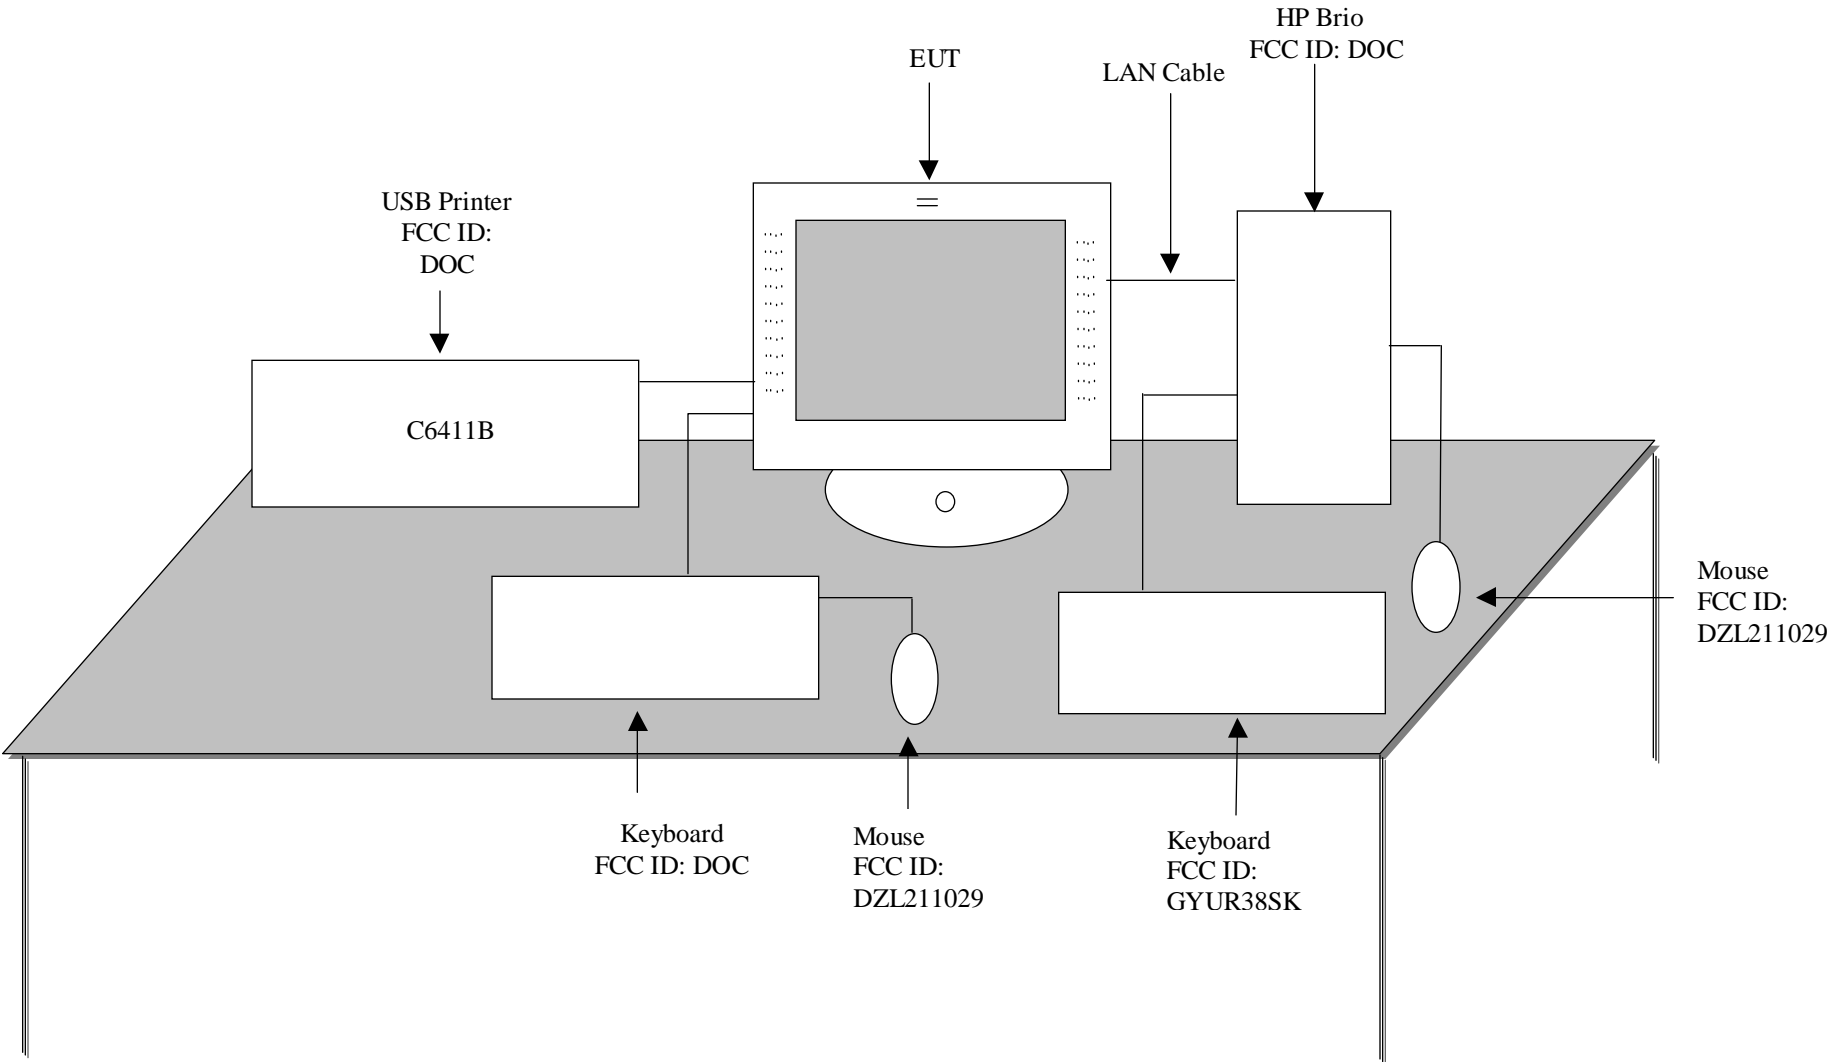 HP Brio
FCC ID: DOC
EUT
LAN Cable
USB Printer
FCC ID:
DOC
C6411B
Mouse
FCC ID:
DZL211029
Keyboard
FCC ID: DOC
Mouse
FCC ID:
DZL211029
Keyboard
FCC ID:
GYUR38SK